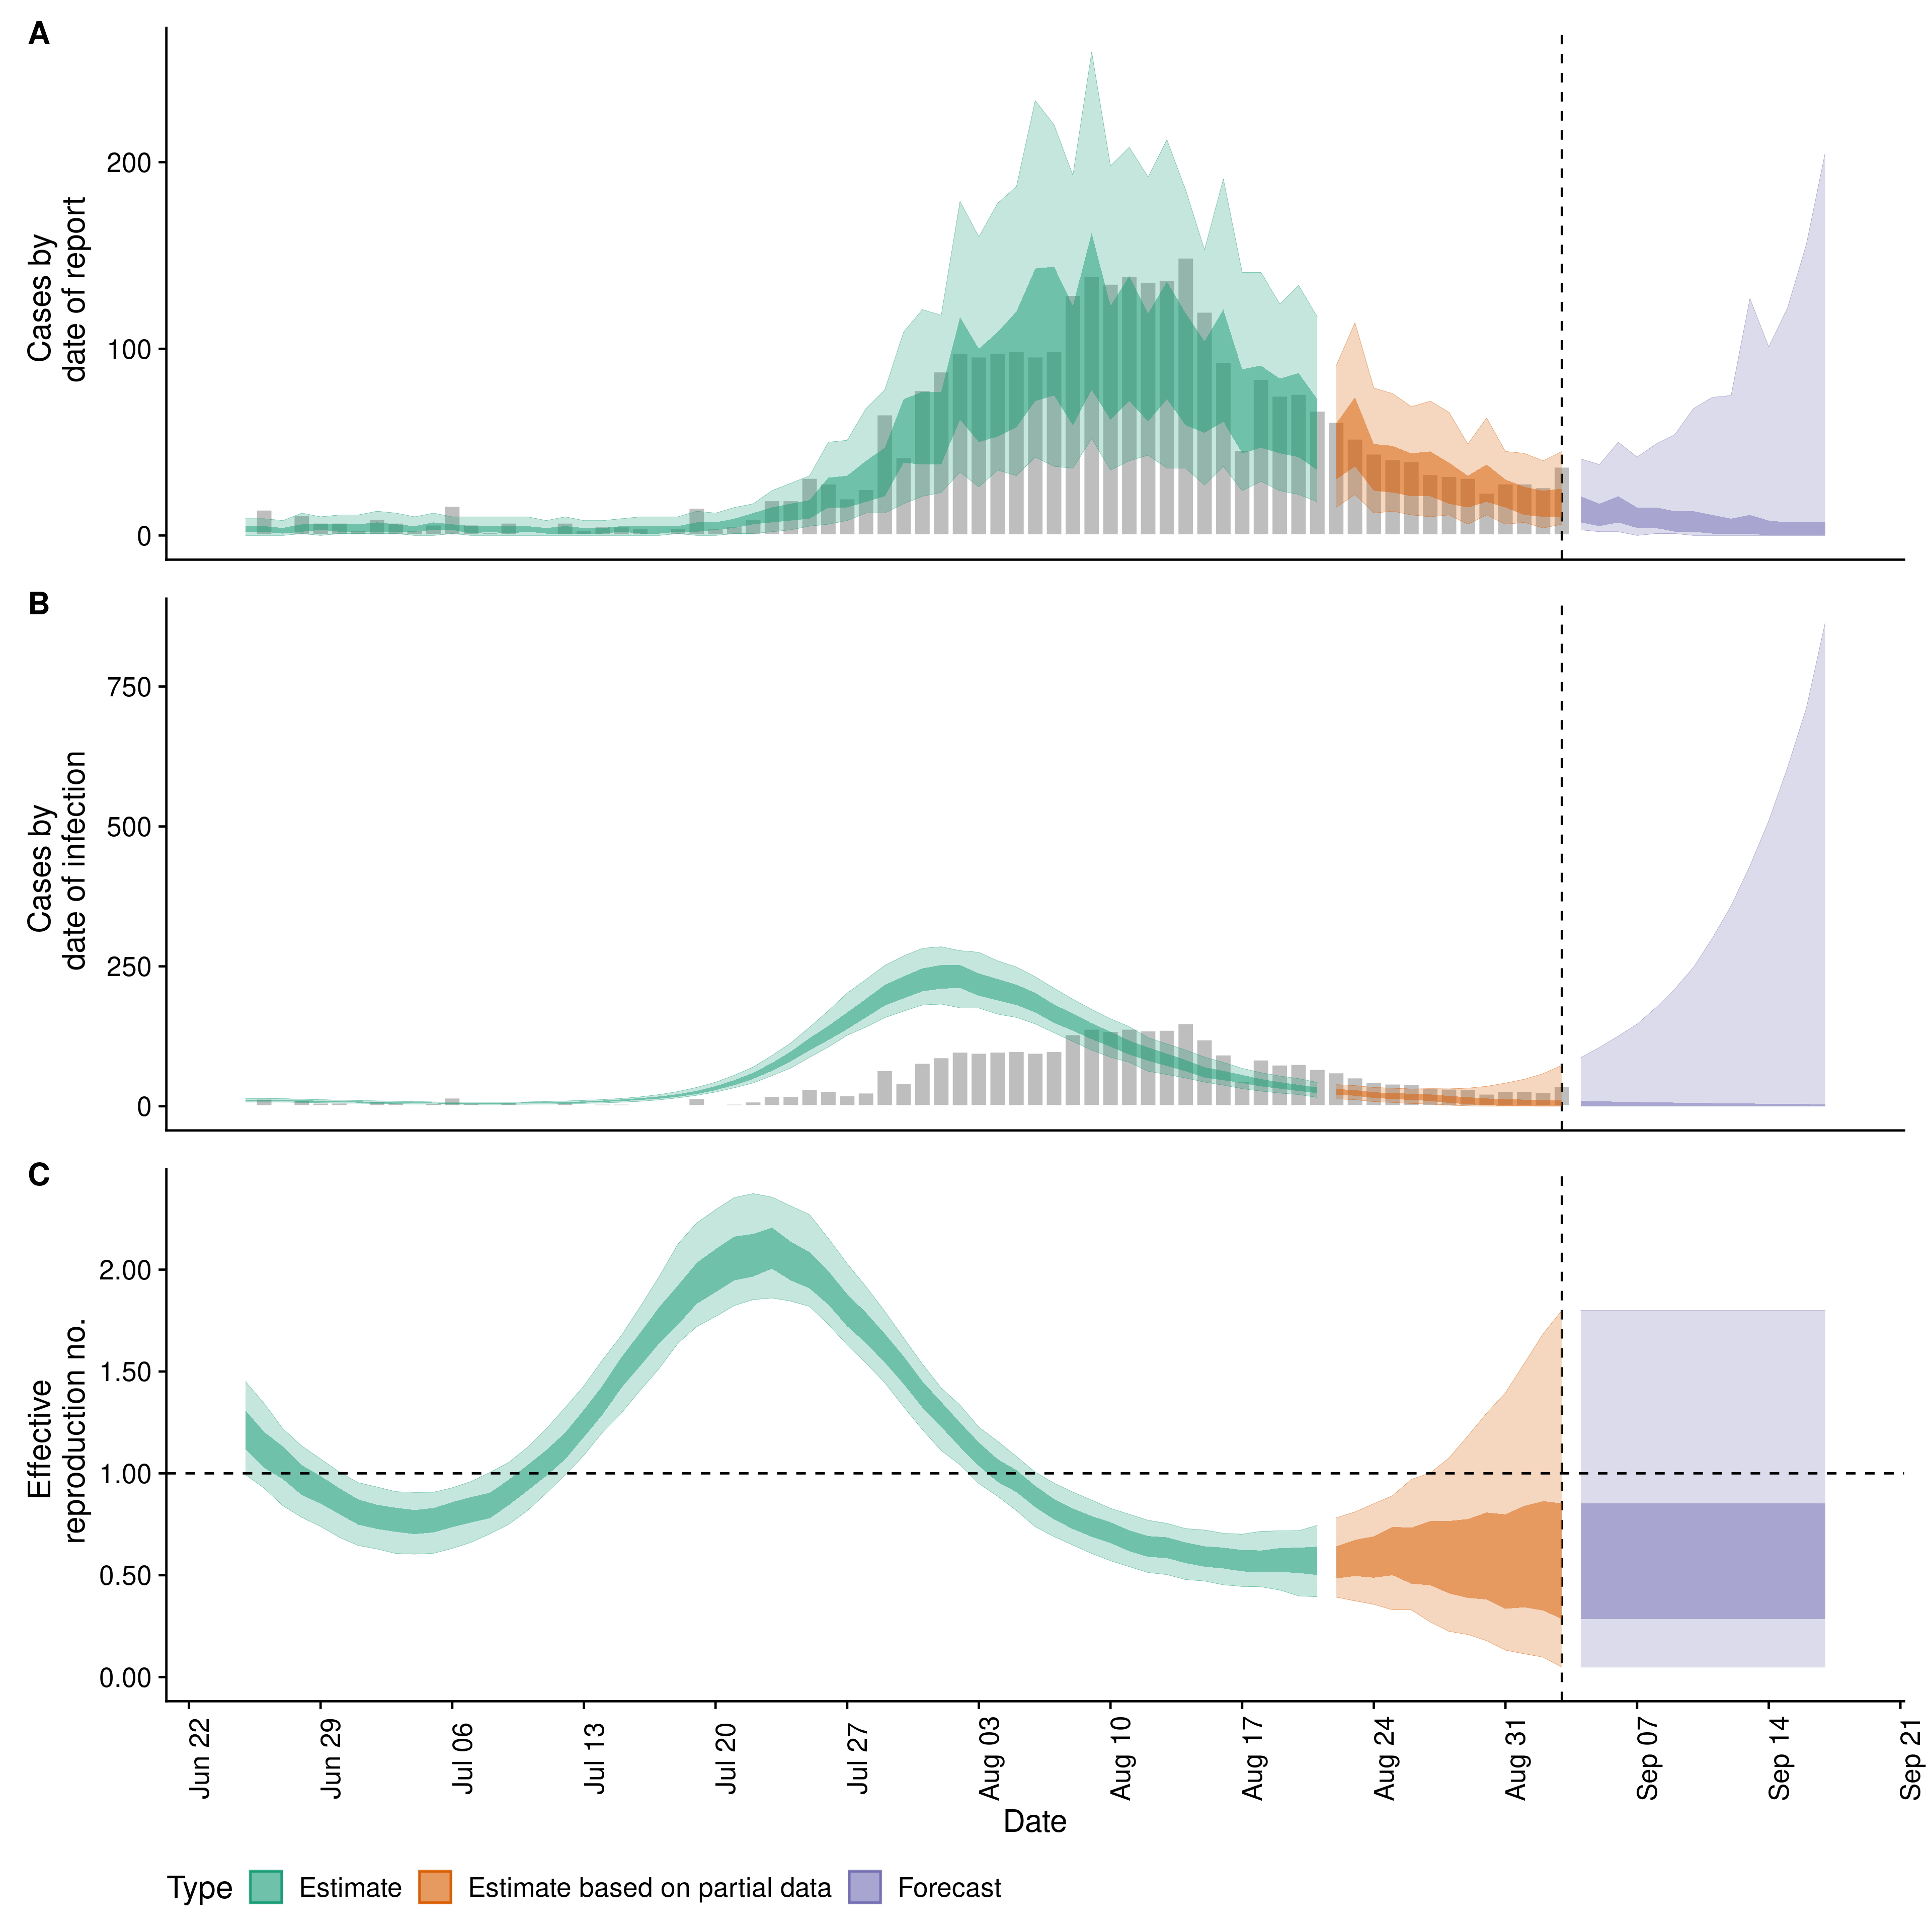 A
Cases by
date of report
200
100
0
B
Cases by
date of infection
750
500
250
0
C
Effective
reproduction no.
2.00
1.50
1.00
0.50
0.00
Jun 22
Jun 29
Jul 06
Jul 13
Jul 20
Jul 27
Aug 03
Aug 10
Aug 17
Aug 24
Aug 31
Sep 07
Sep 14
Sep 21
Date
Type
Estimate
Estimate based on partial data
Forecast